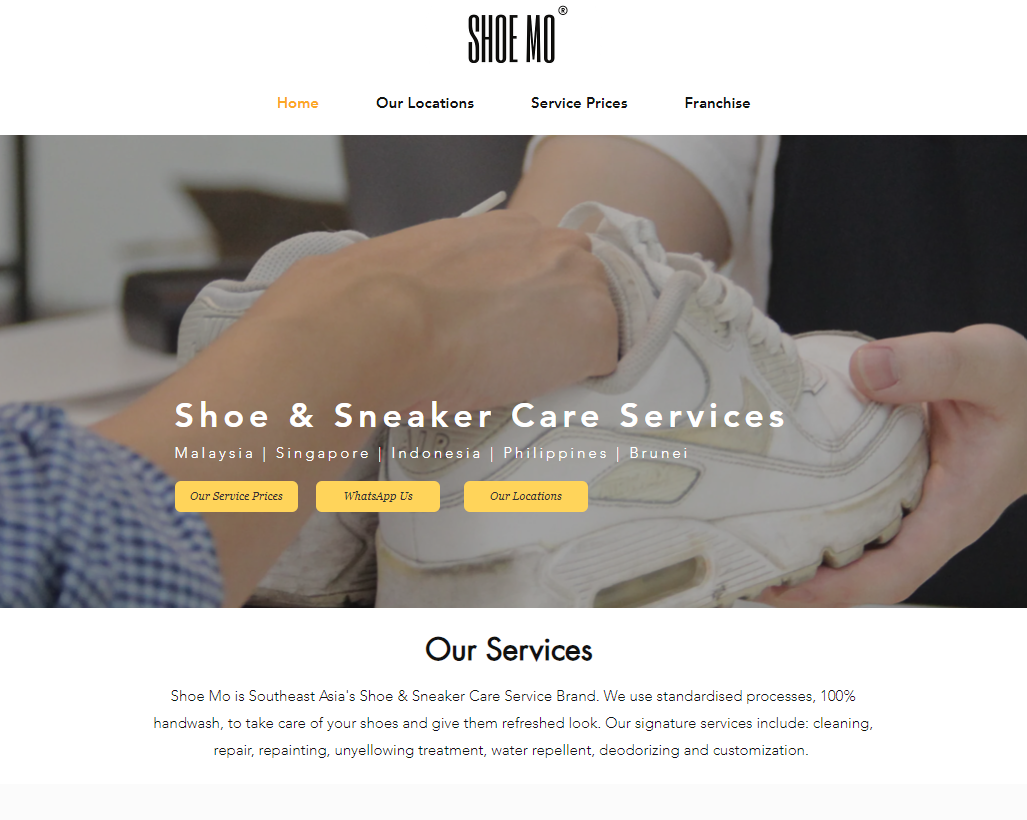 SHOE MO®
Home Our Locations Service Prices Franchise
Shoe & Sneaker Care Services
Malaysia | Singapore | Indonesia | Philippines | Brunei
Our Service Prices WhatsApp Us Our Locations
Our Services
Shoe Mo is Southeast Asia's Shoe & Sneaker Care Service Brand. We use standardised processes, 100%
handwash, to take care of your shoes and give them refreshed look. Our signature services include: cleaning,
repair, repainting, unyellowing treatment, water repellent, deodorizing and customization.